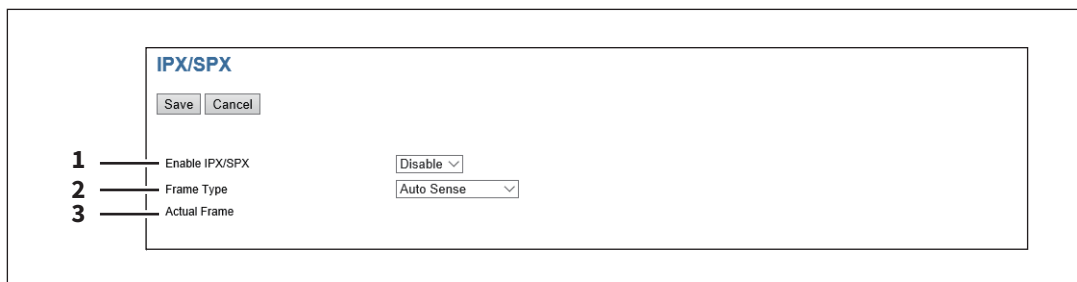 IPX/SPX
Save Cancel
1 Enable IPX/SPX Disable
2 Frame Type Auto Sense
3 Actual Frame